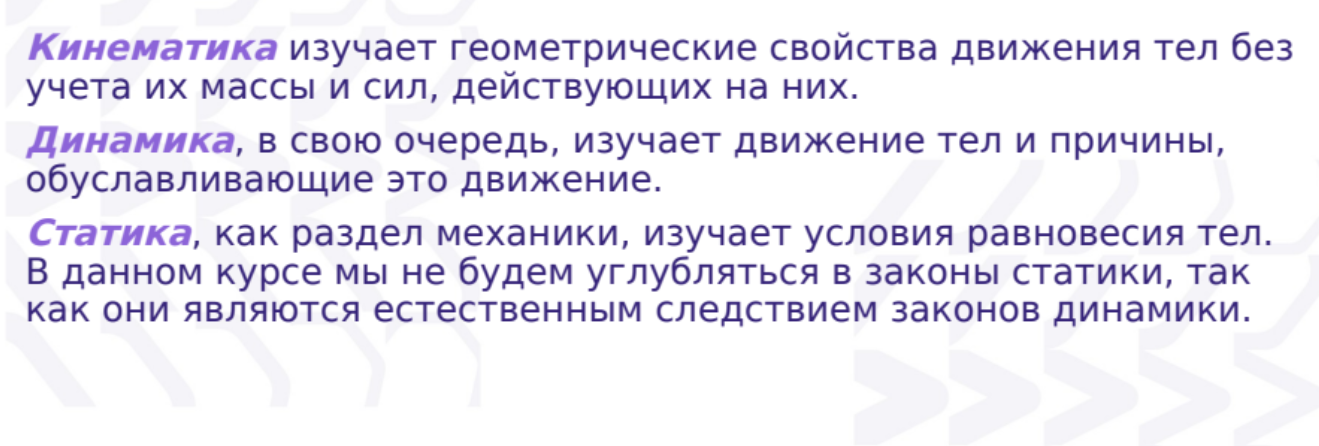 Кинематика изучает геометрические свойства движения тел без
учета их массы и сил, действующих на них.
Динамика, в свою очередь, изучает движение тел и причины,
обуславливающие это движение.
Статика, как раздел механики, изучает условия равновесия тел.
В данном курсе мы не будем углубляться в законы статики, так
как они являются естественным следствием законов динамики.